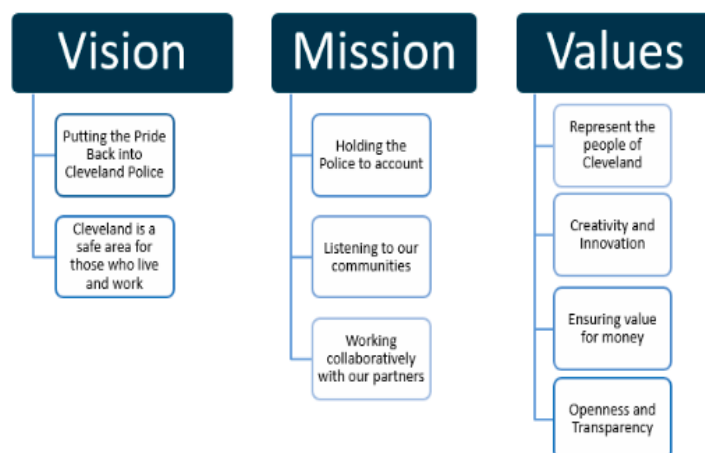 Vision
Putting the Pride
Back into
Cleveland Police
Cleveland is a
safe area for
those who live
and work
Mission
Holding the
Police to account
Listening to our
communities
Working
collaboratively
with our partners
Values
Represent the
people of
Cleveland
Creativity and
Innovation
Ensuring value
for money
Openness and
Transparency